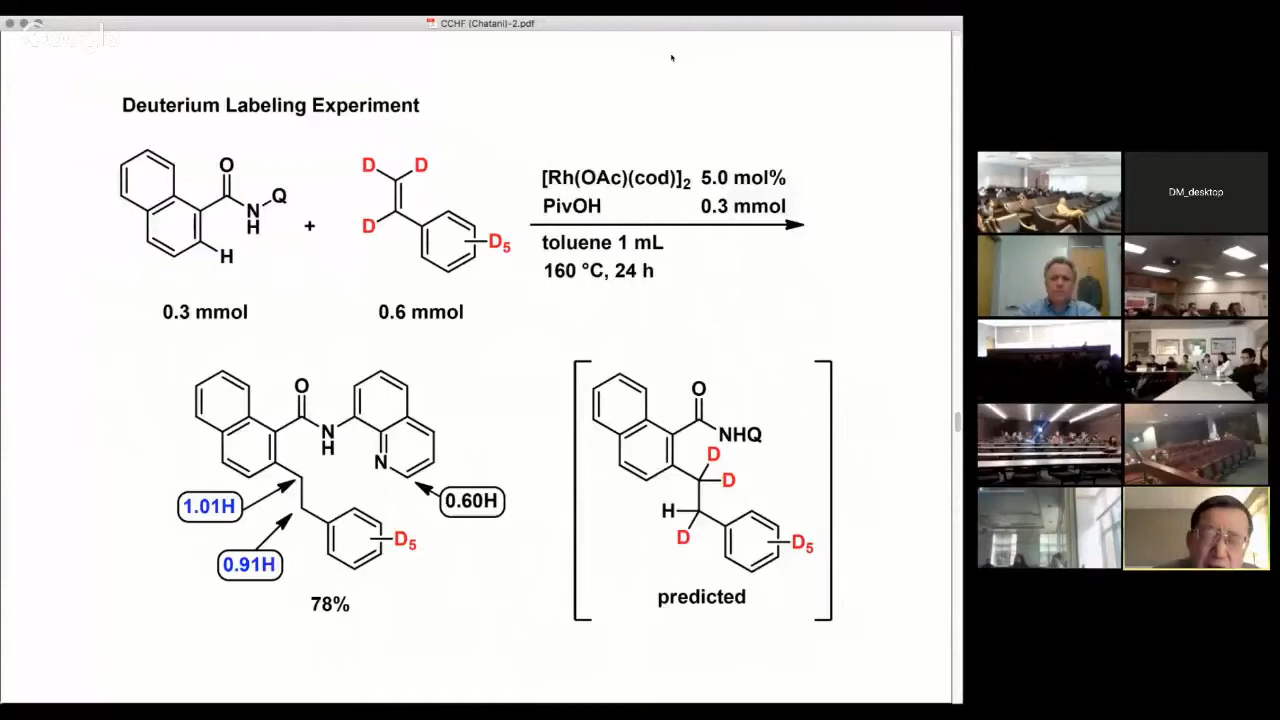 CCHF (Chatani)-2.pdf
Google
Deuterium Labeling Experiment
O
N
H
Q
H
+
D D
D
D5
[Rh(OAc)(cod)]2 5.0 mol%
PivOH 0.3 mmol
toluene 1 mL
160 °C, 24 h
0.3 mmol
0.6 mmol
O
N
H
N
1.01H
0.60H
0.91H
D5
78%
O
NHQ
D
D
H
D
D5
predicted
DM_desktop